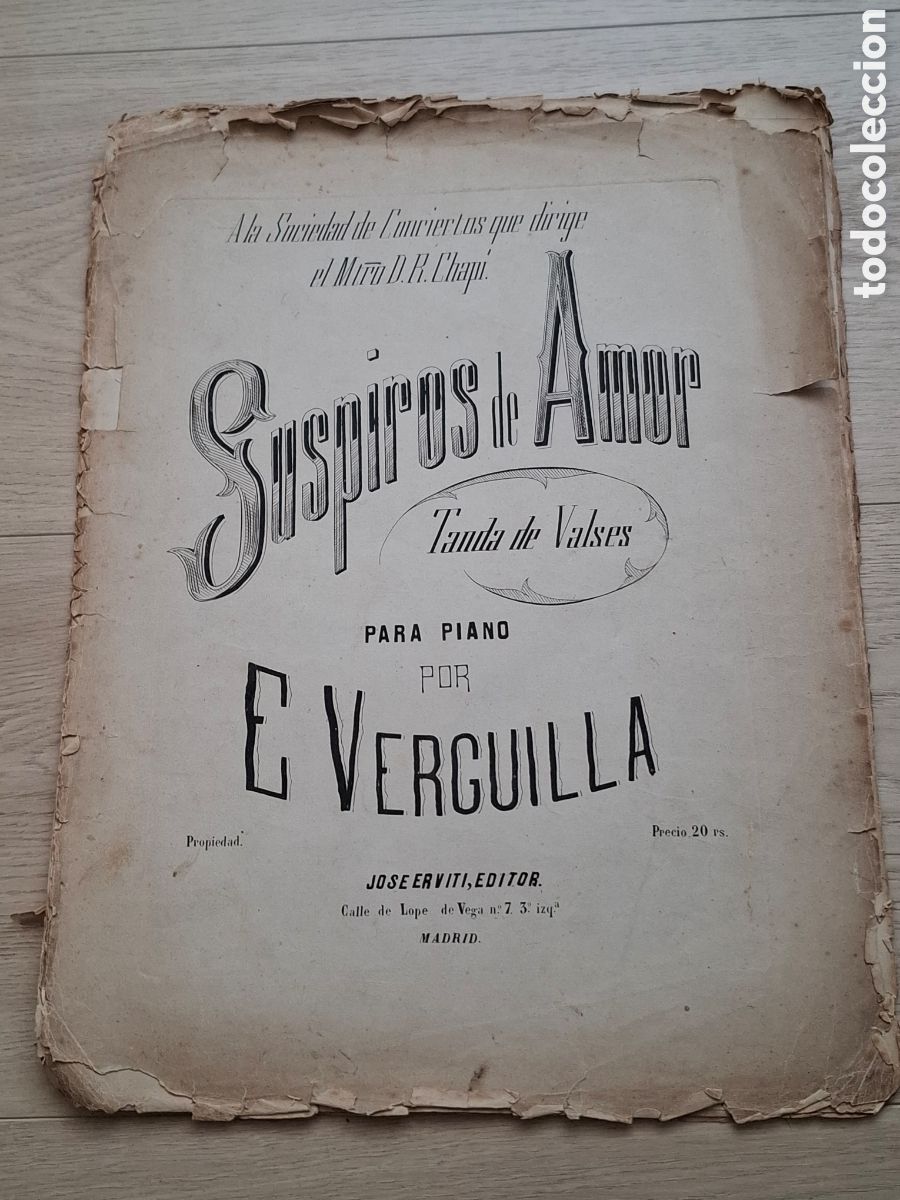 A la Sociedad de Conciertos que dirige
el Mtro D. R. Chapí.
Suspiros de Amor
Tanda de Valses
PARA PIANO
POR
E VERGUILLA
Propiedad.
Precio 20 rs.
JOSE ERVITI, EDITOR.
Calle de Lope de Vega nº 7. 3º izqª
MADRID.
todocoleccion